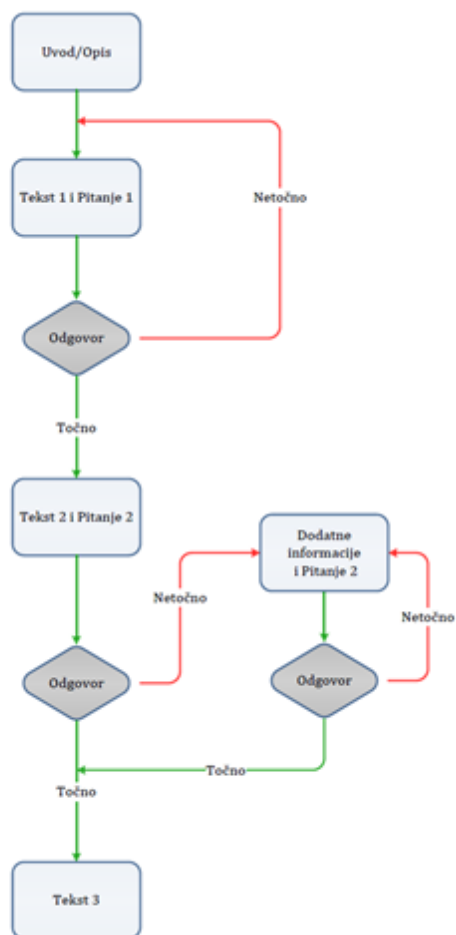 Uvod/Opis
Tekst 1 i Pitanje 1
Netočno
Odgovor
Točno
Tekst 2 i Pitanje 2
Dodatne
informacije
i Pitanje 2
Netočno
Netočno
Odgovor
Odgovor
Točno
Točno
Tekst 3